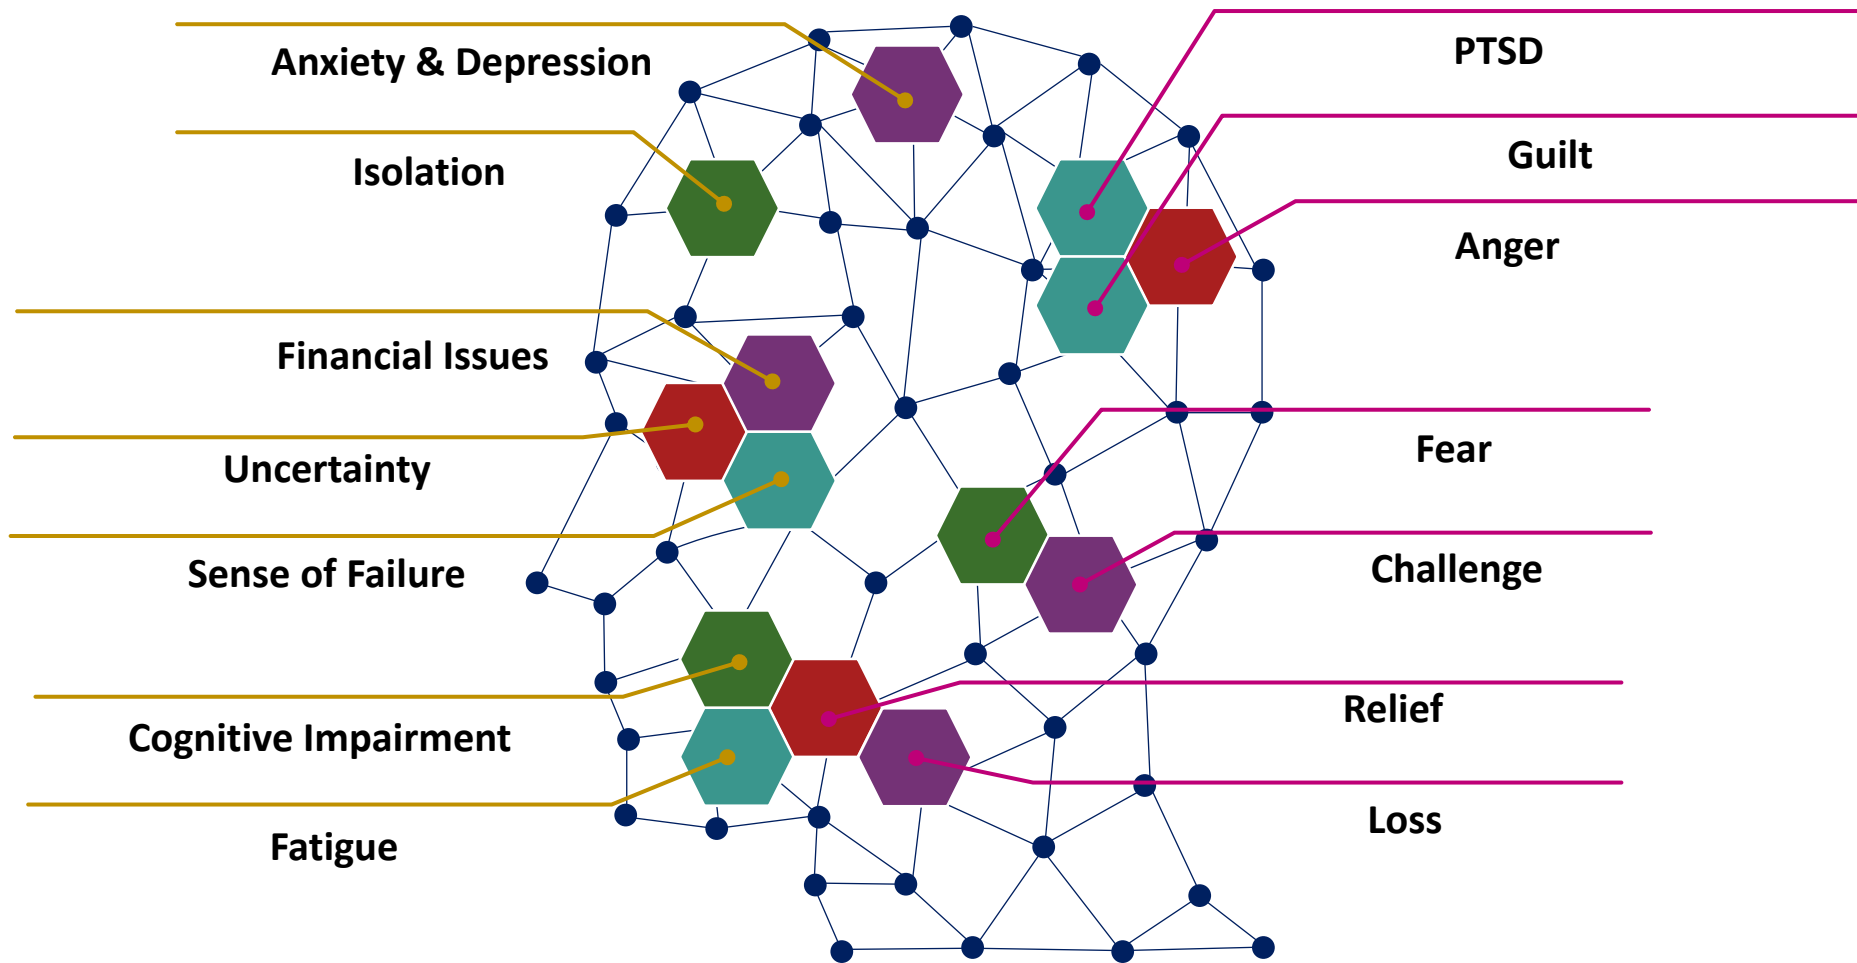 Anxiety & Depression
Isolation
Financial Issues
Uncertainty
Sense of Failure
Cognitive Impairment
Fatigue
PTSD
Guilt
Anger
Fear
Challenge
Relief
Loss